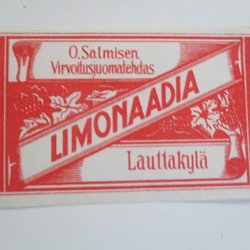 O. Salmisen
Virvoitusjuomatehdas
LIMONAADIA
Lauttakylä